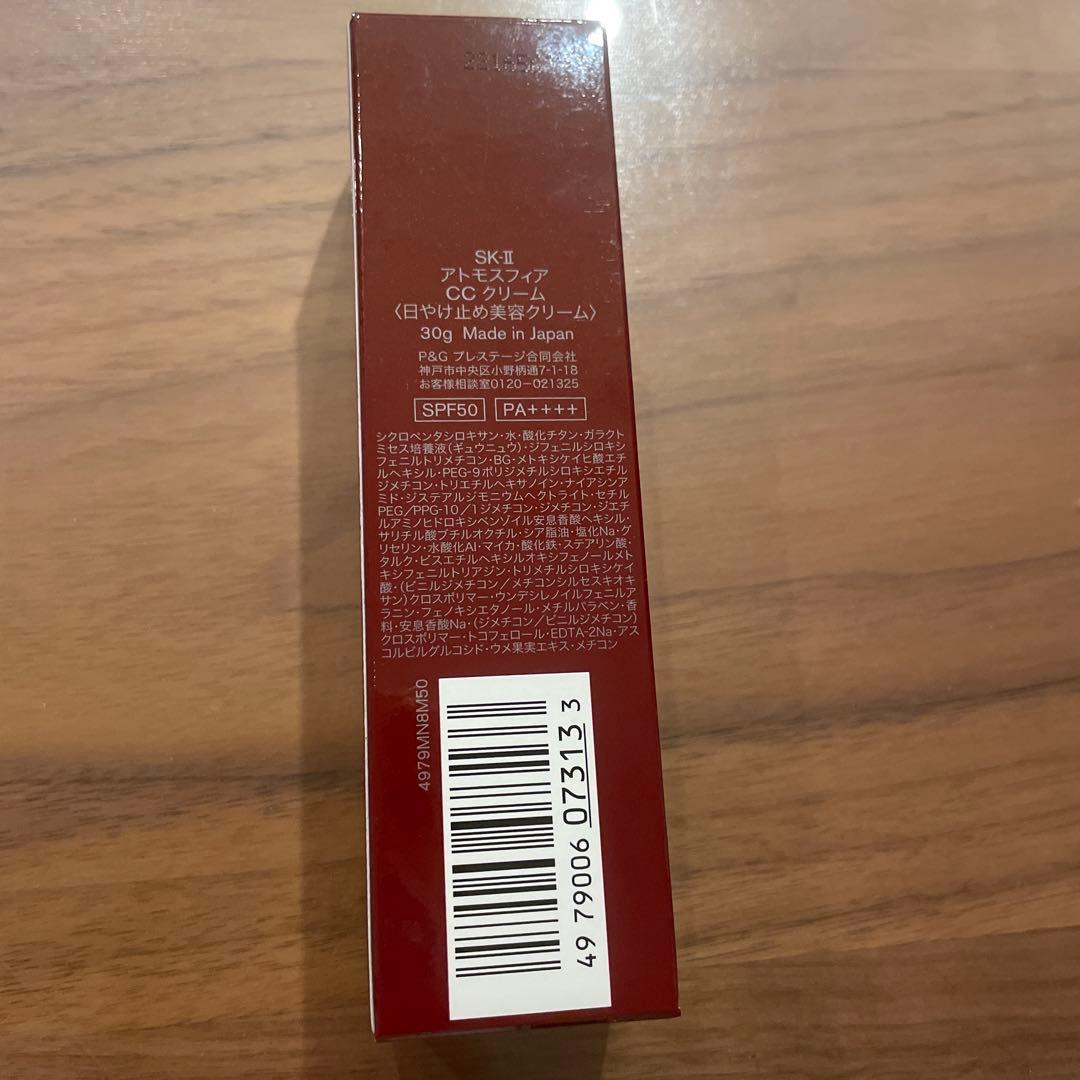 SK-II
アトモスフィア
CC クリーム
〈日やけ止め美容クリーム〉
30g Made in Japan
P&G プレステージ合同会社
神戸市中央区小野柄通7-1-18
お客様相談室0120-021325
SPF50 PA++++
シクロペンタシロキサン・水・酸化チタン・ガラクト
ミセス培養液(ギュウニュウ)・ジフェニルシロキシ
フェニルトリメチコン・BG・メトキシケイヒ酸エチ
ルヘキシル・PEG-9ポリジメチルシロキシエチル
ジメチコン・トリエチルヘキサノイン・ナイアシンア
ミド・ジステアルジモニウムヘクトライト・セチル
PEG/PPG-10/1ジメチコン・ジメチコン・ジエチ
ルアミノヒドロキシベンゾイル安息香酸ヘキシル・
サリチル酸ブチルオクチル・シア脂油・塩化Na・グ
リセリン・水酸化Al・マイカ・酸化鉄・ステアリン酸・
タルク・ビスエチルヘキシルオキシフェノールメト
キシフェニルトリアジン・トリメチルシロキシケイ
酸・(ビニルジメチコン/メチコンシルセスキオキ
サン)クロスポリマー・ウンデシレノイルフェニルア
ラニン・フェノキシエタノール・メチルパラベン・香
料・安息香酸Na・(ジメチコン/ビニルジメチコン)
クロスポリマー・トコフェロール・EDTA-2Na・アス
コルビルグルコシド・ウメ果実エキス・メチコン
4979MN8M50
49 79006 07313 3